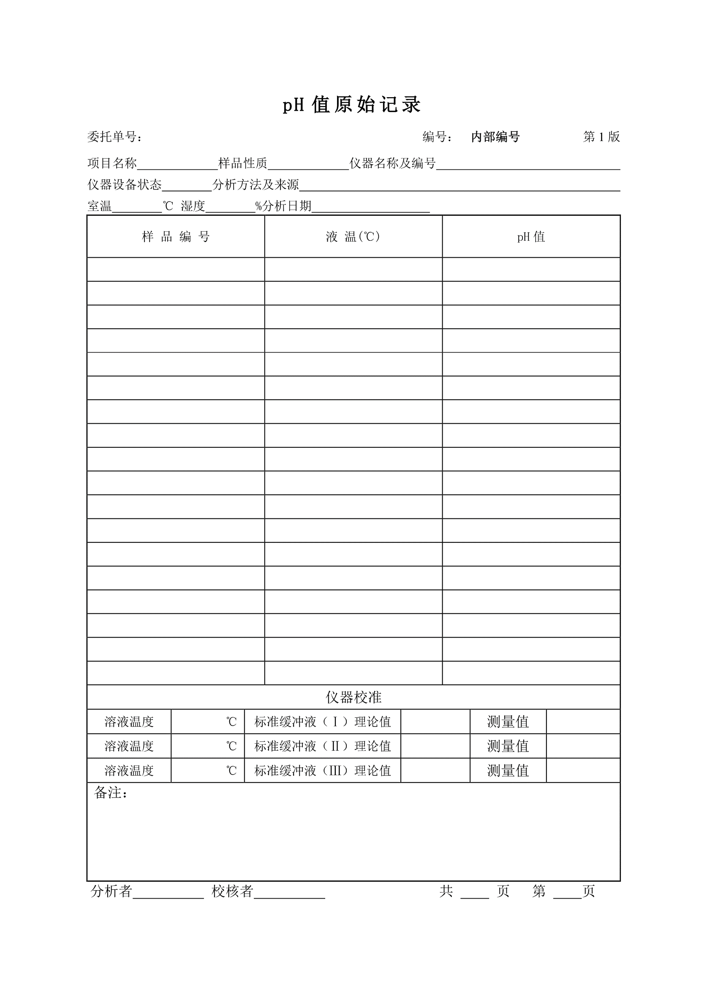 pH 值原始记录
委托单号： 编号： 内部编号 第 1 版
项目名称 样品性质 仪器名称及编号
仪器设备状态 分析方法及来源
室温 ℃ 湿度 %分析日期
样 品 编 号 液 温(℃) pH 值
仪器校准
溶液温度 ℃ 标准缓冲液（Ⅰ）理论值 测量值
溶液温度 ℃ 标准缓冲液（Ⅱ）理论值 测量值
溶液温度 ℃ 标准缓冲液（Ⅲ）理论值 测量值
备注：
分析者 校核者 共 页 第 页